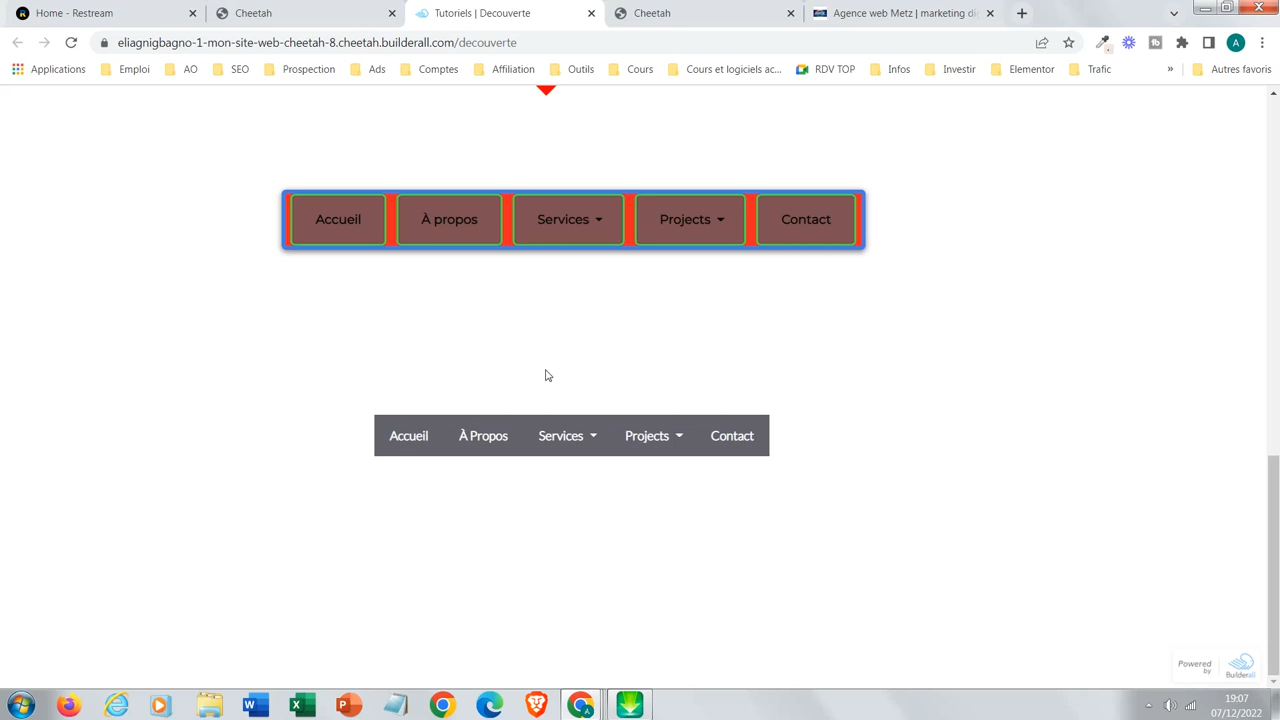 Home - Restream
Cheetah
Tutoriels | Decouverte
Cheetah
Agence web Metz | marketing di
eliagnigbagno-1-mon-site-web-cheetah-8.cheetah.builderall.com/decouverte
A
Applications
Emploi
AO
SEO
Prospection
Ads
Comptes
Affiliation
Outils
Cours
Cours et logiciels ac...
RDV TOP
Infos
Investir
Elementor
Trafic
»
Autres favoris
Accueil
À propos
Services
Projects
Contact
Accueil
À Propos
Services
Projects
Contact
Powered
by
Builderall
19:07
07/12/2022